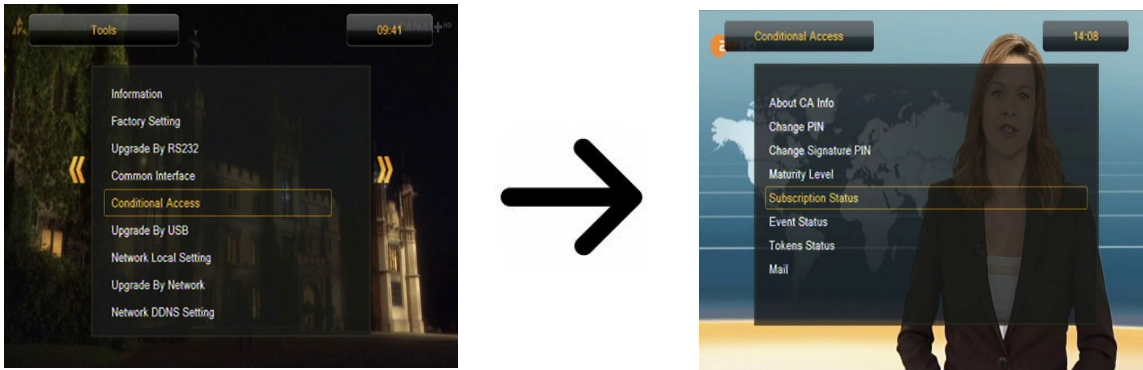 Tools
09:41
Information
Factory Setting
Upgrade By RS232
Common Interface
Conditional Access
Upgrade By USB
Network Local Setting
Upgrade By Network
Network DDNS Setting
Conditional Access
14:08
About CA Info
Change PIN
Change Signature PIN
Maturity Level
Subscription Status
Event Status
Tokens Status
Mail